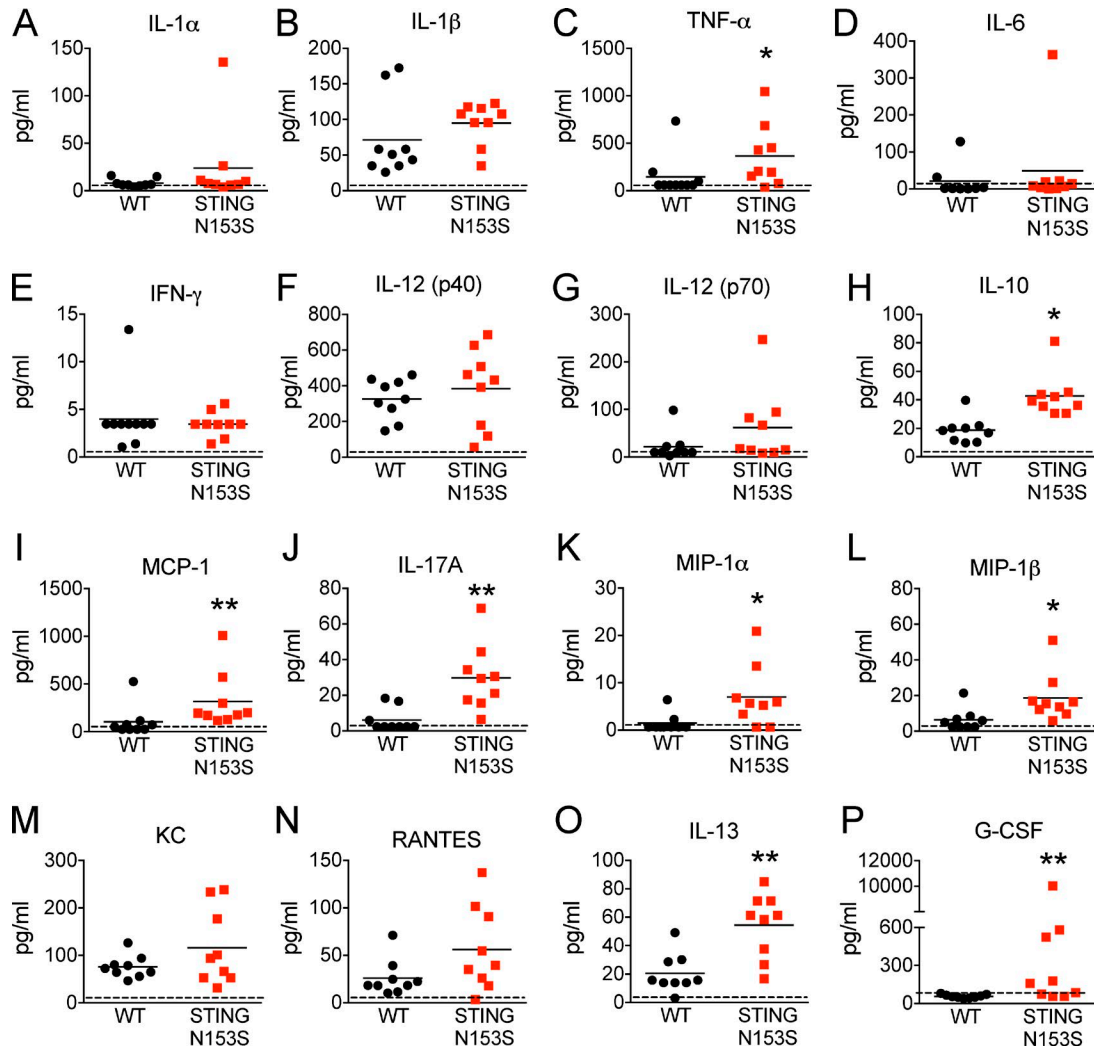 A
IL-1α
pg/ml
150
100
50
0
WT
STING
N153S
B
IL-1β
pg/ml
200
150
100
50
0
WT
STING
N153S
C
TNF-α
pg/ml
1500
1000
500
0
*
WT
STING
N153S
D
IL-6
pg/ml
400
300
200
100
0
WT
STING
N153S
E
IFN-γ
pg/ml
15
10
5
0
WT
STING
N153S
F
IL-12 (p40)
pg/ml
800
600
400
200
0
WT
STING
N153S
G
IL-12 (p70)
pg/ml
300
200
100
0
WT
STING
N153S
H
IL-10
pg/ml
100
80
60
40
20
0
*
WT
STING
N153S
I
MCP-1
pg/ml
1500
1000
500
0
**
WT
STING
N153S
J
IL-17A
pg/ml
80
60
40
20
0
**
WT
STING
N153S
K
MIP-1α
pg/ml
30
20
10
0
*
WT
STING
N153S
L
MIP-1β
pg/ml
80
60
40
20
0
*
WT
STING
N153S
M
KC
pg/ml
300
200
100
0
WT
STING
N153S
N
RANTES
pg/ml
150
100
50
0
WT
STING
N153S
O
IL-13
pg/ml
100
80
60
40
20
0
**
WT
STING
N153S
P
G-CSF
pg/ml
12000
10000
600
300
0
**
WT
STING
N153S